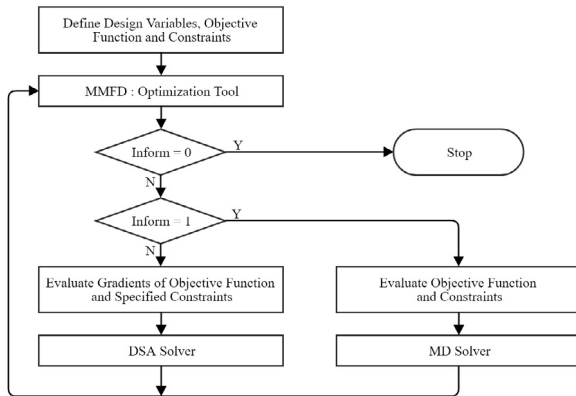 Define Design Variables, Objective
Function and Constraints
MMFD : Optimization Tool
Inform = 0
Y
Stop
N
Inform = 1
Y
N
Evaluate Gradients of Objective Function
and Specified Constraints
Evaluate Objective Function
and Constraints
DSA Solver
MD Solver